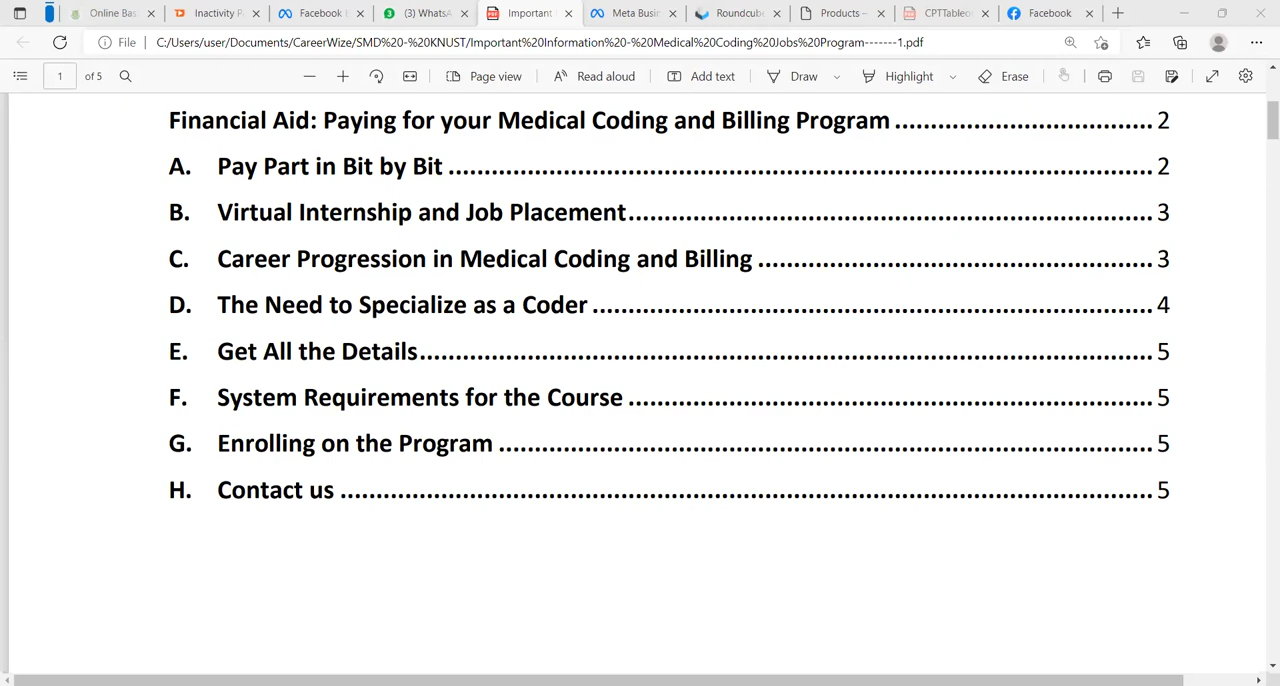 Online Bas
Inactivity P
Facebook
(3) WhatsA
Important
Meta Busin
Roundcube
Products –
CPTTableo
Facebook
File
C:/Users/user/Documents/CareerWize/SMD%20-%20KNUST/Important%20Information%20-%20Medical%20Coding%20Jobs%20Program-------1.pdf
1 of 5
Page view
Read aloud
Add text
Draw
Highlight
Erase
Financial Aid: Paying for your Medical Coding and Billing Program 2
A. Pay Part in Bit by Bit 2
B. Virtual Internship and Job Placement 3
C. Career Progression in Medical Coding and Billing 3
D. The Need to Specialize as a Coder 4
E. Get All the Details 5
F. System Requirements for the Course 5
G. Enrolling on the Program 5
H. Contact us 5